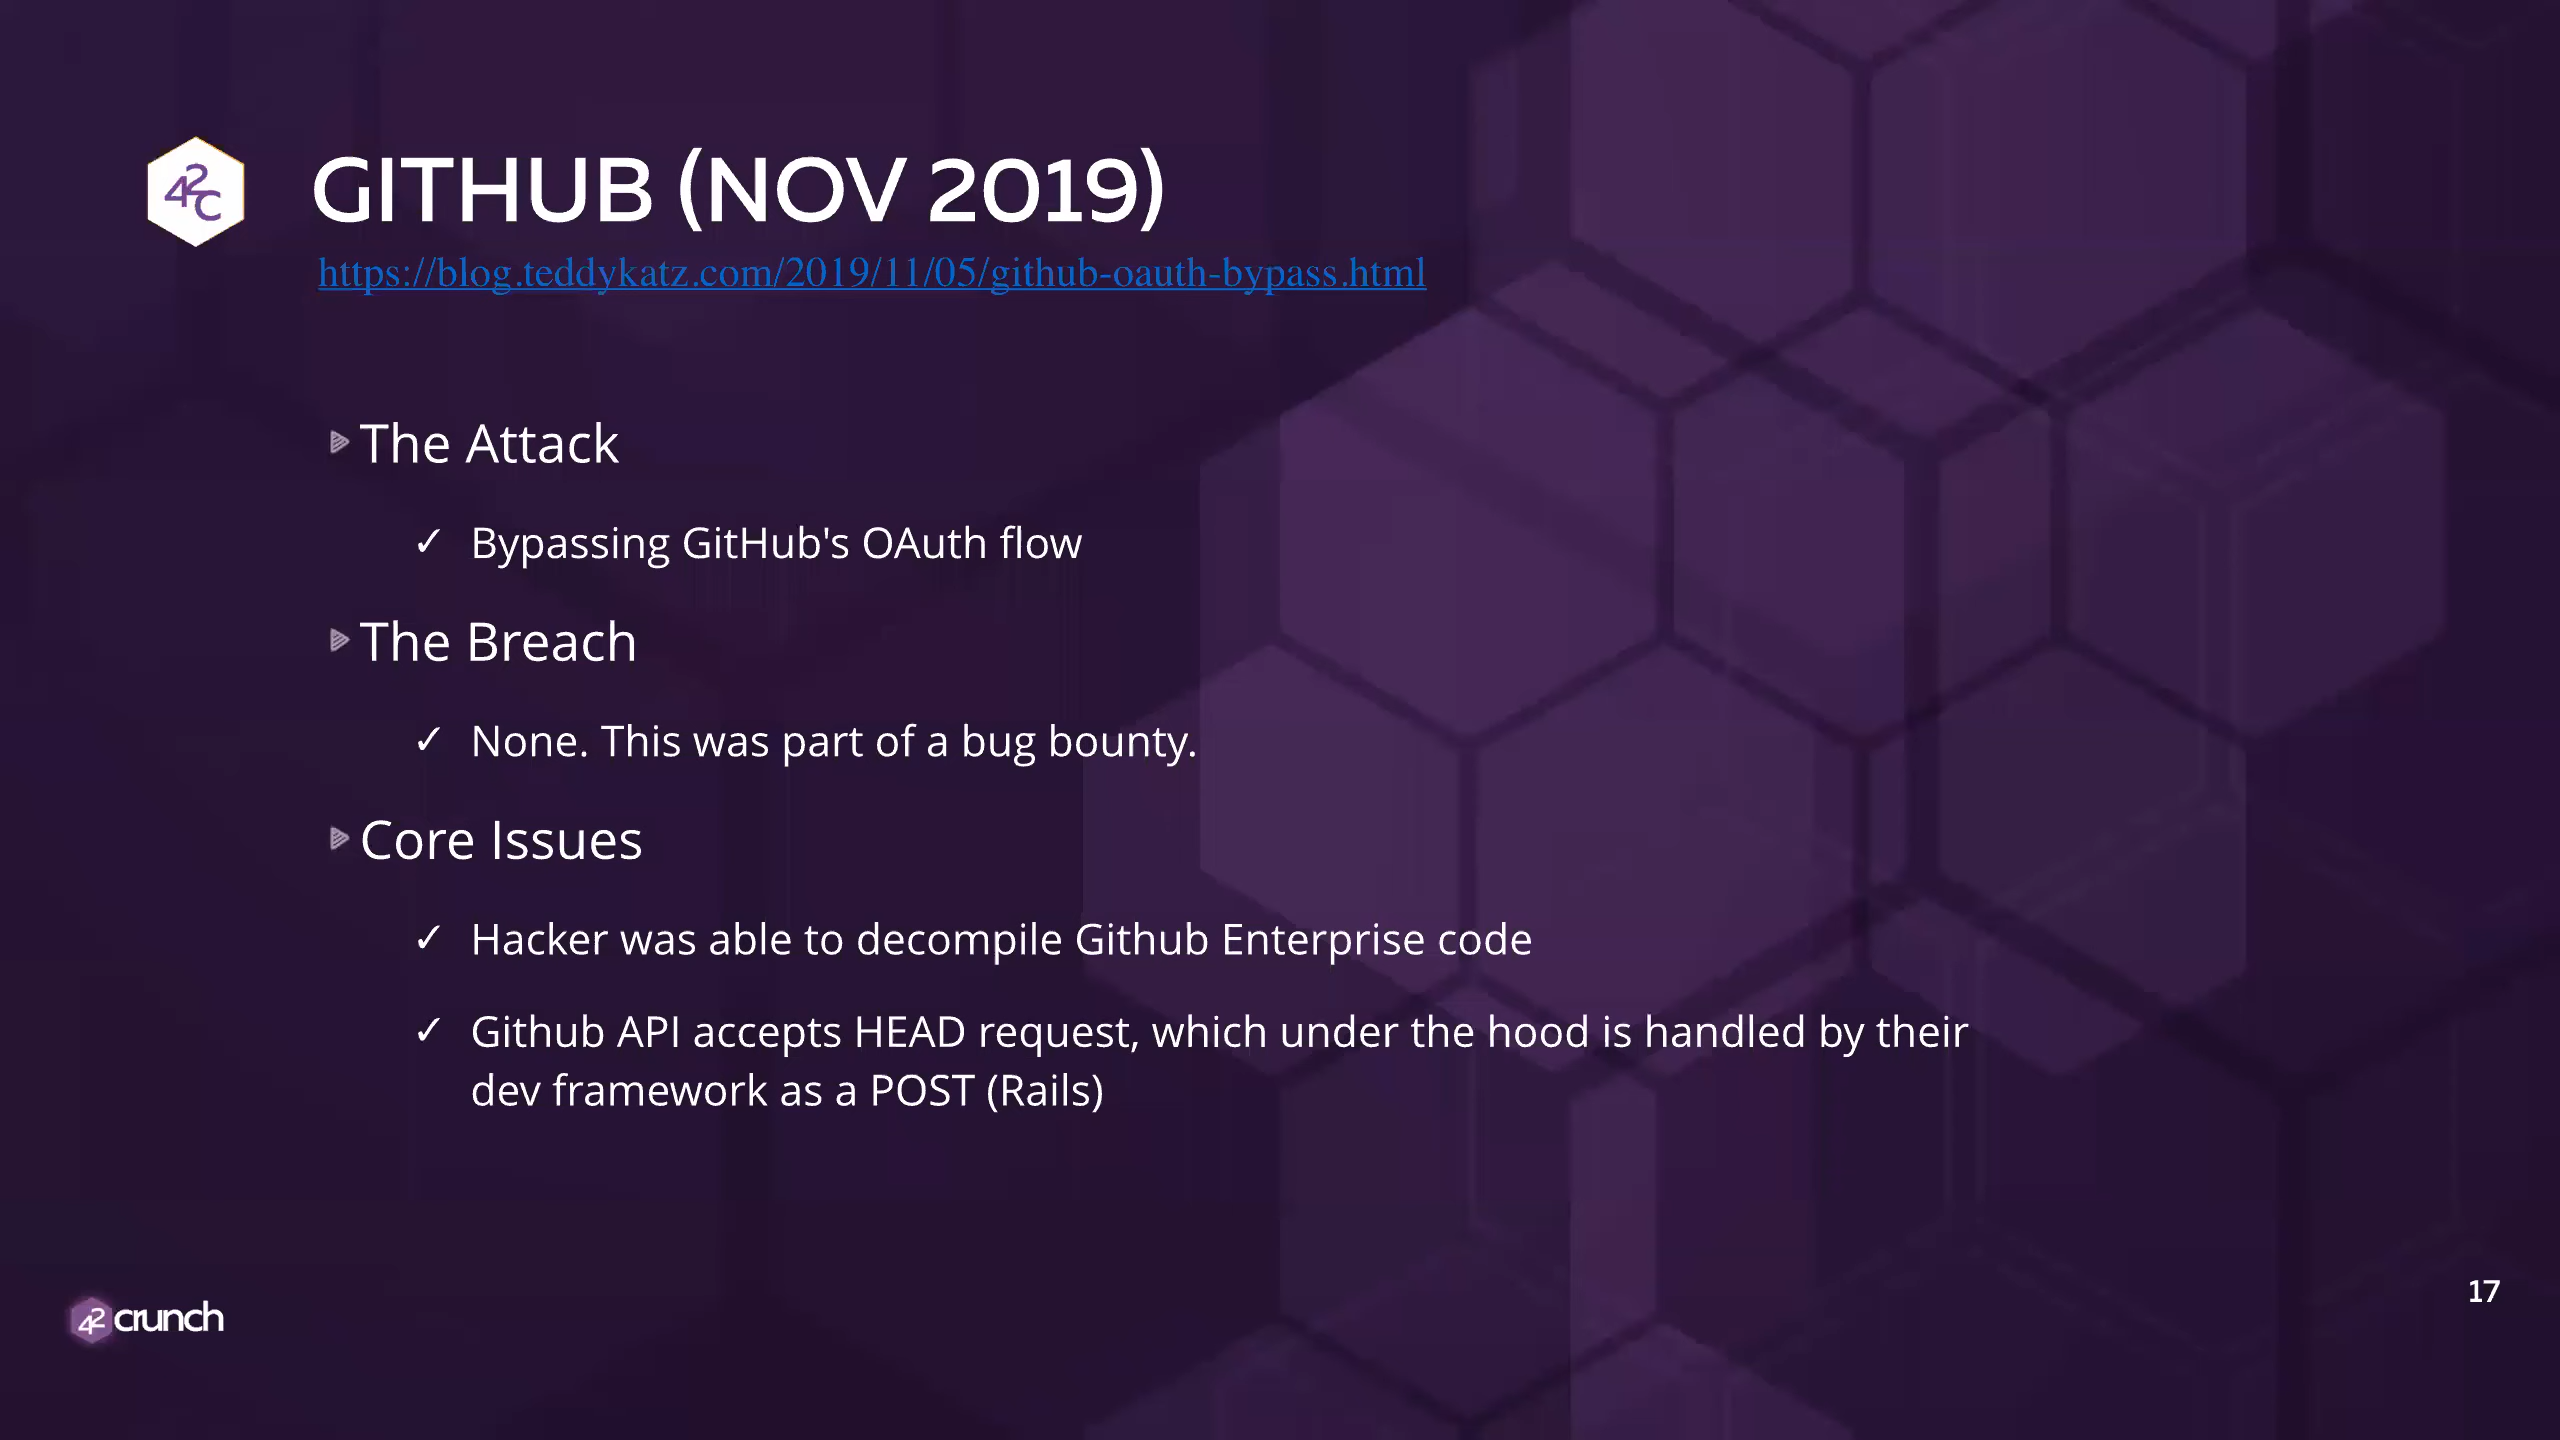 42C
GITHUB (NOV 2019)
https://blog.teddykatz.com/2019/11/05/github-oauth-bypass.html
The Attack
✓ Bypassing GitHub's OAuth flow
The Breach
✓ None. This was part of a bug bounty.
Core Issues
✓ Hacker was able to decompile Github Enterprise code
✓ Github API accepts HEAD request, which under the hood is handled by their
dev framework as a POST (Rails)
42 crunch
17